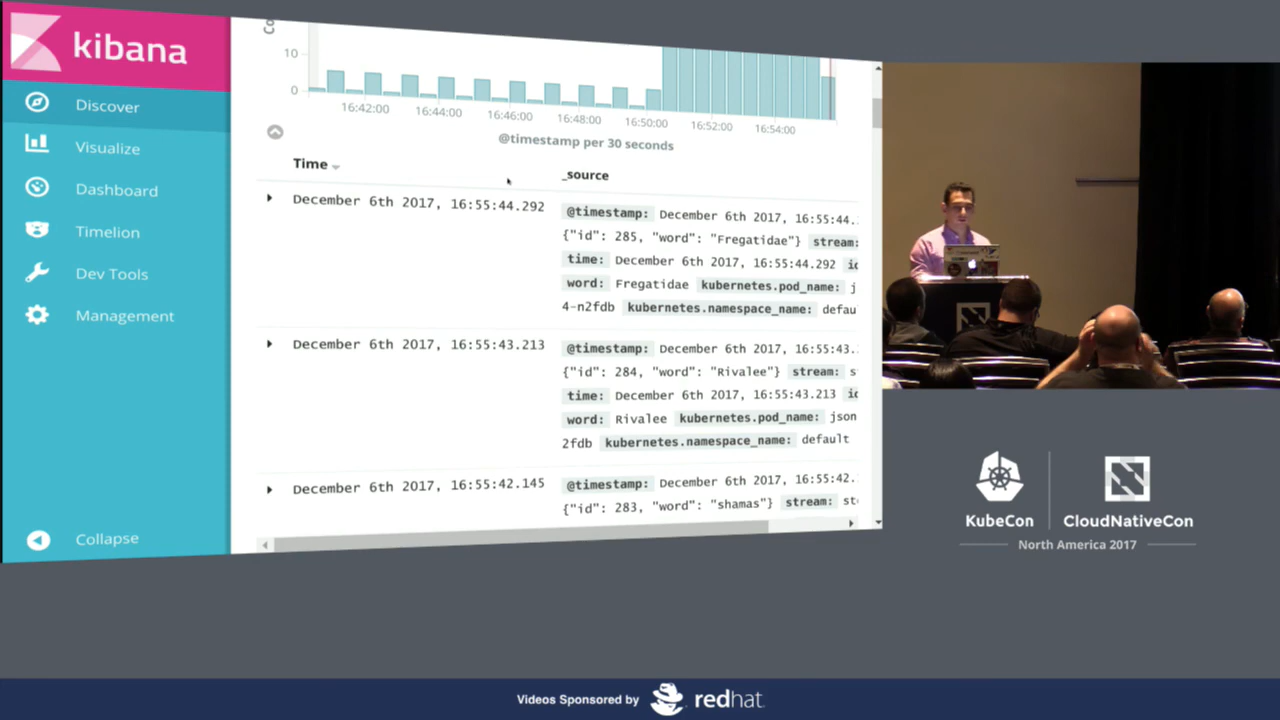 kibana
Discover
Visualize
Dashboard
Timelion
Dev Tools
Management
Collapse
10
0
16:42:00 16:44:00 16:46:00 16:48:00 16:50:00 16:52:00 16:54:00
@timestamp per 30 seconds
Time _source
December 6th 2017, 16:55:44.292
@timestamp: December 6th 2017, 16:55:44.
{"id": 285, "word": "Fregatidae"} stream:
time: December 6th 2017, 16:55:44.292
word: Fregatidae kubernetes.pod_name: j
4-n2fdb kubernetes.namespace_name: defau
December 6th 2017, 16:55:43.213
@timestamp: December 6th 2017, 16:55:43.
{"id": 284, "word": "Rivalee"} stream: s
time: December 6th 2017, 16:55:43.213
word: Rivalee kubernetes.pod_name: json
2fdb kubernetes.namespace_name: default
December 6th 2017, 16:55:42.145
@timestamp: December 6th 2017, 16:55:42.
{"id": 283, "word": "shamas"} stream: st
KubeCon CloudNativeCon
North America 2017
Videos Sponsored by redhat.